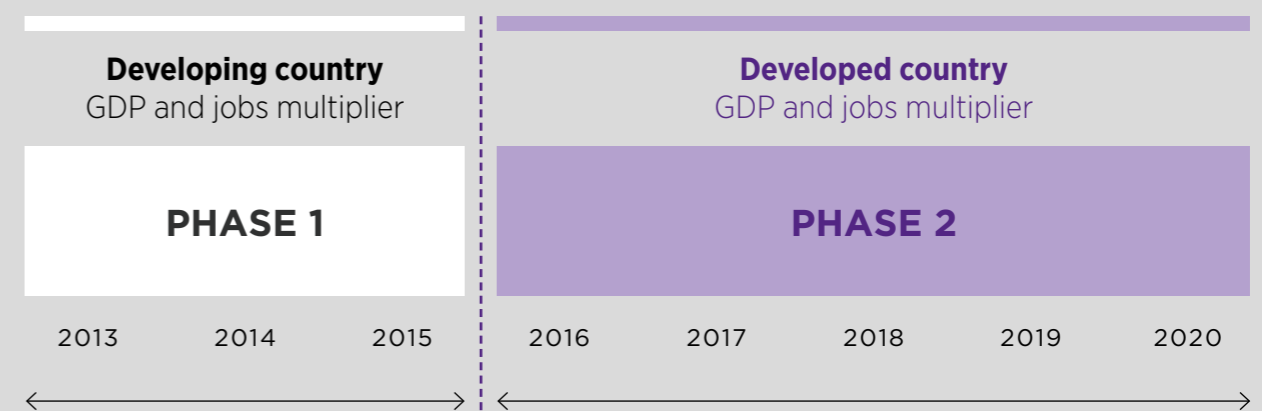 Developing country
GDP and jobs multiplier
Developed country
GDP and jobs multiplier
PHASE 1
PHASE 2
2013 2014 2015 2016 2017 2018 2019 2020